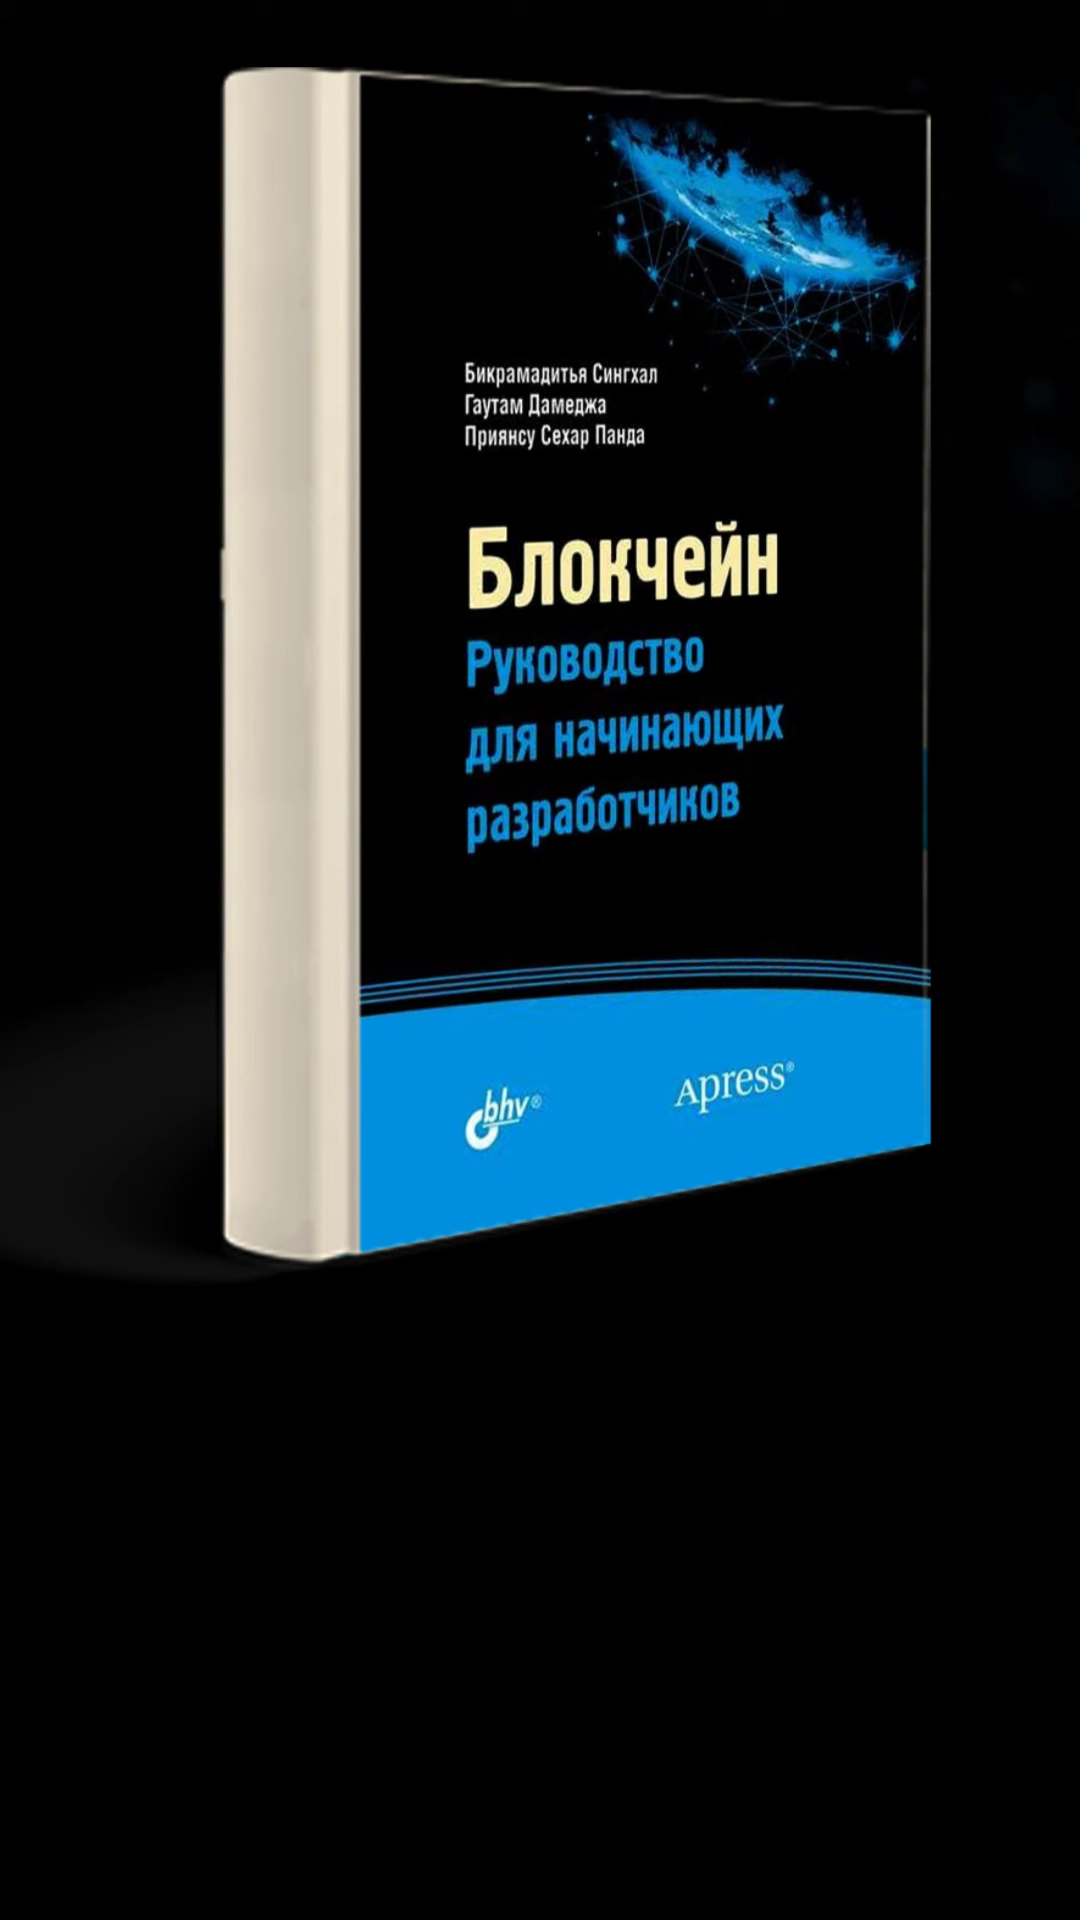 Бикрамадитья Сингхал
Гаутам Дамеджа
Приянсу Сехар Панда
Блокчейн
Руководство
для начинающих
разработчиков
bhv®
Apress®